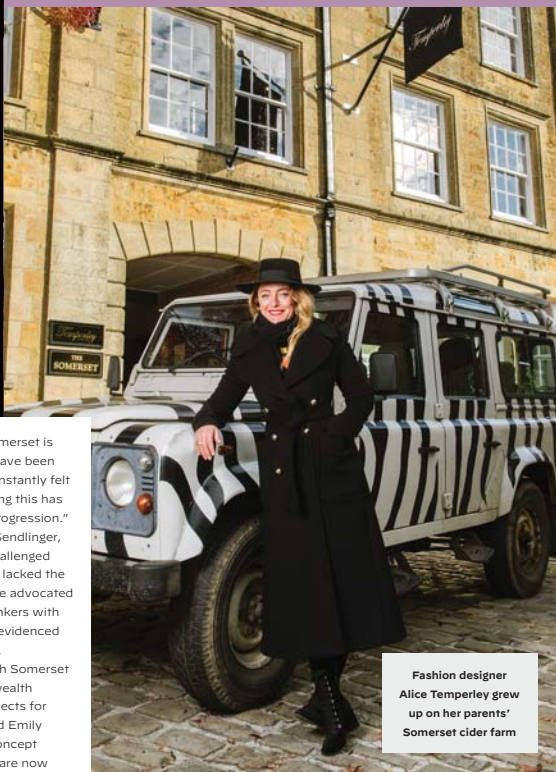 Temperley
Temperley
THE
SOMERSET
merset is
ave been
nstantly felt
ng this has
ogression.”
Sendlinger,
allenged
lacked the
e advocated
nkers with
evidenced
h Somerset
ealth
ects for
d Emily
oncept
are now
Fashion designer
Alice Temperley grew
up on her parents’
Somerset cider farm